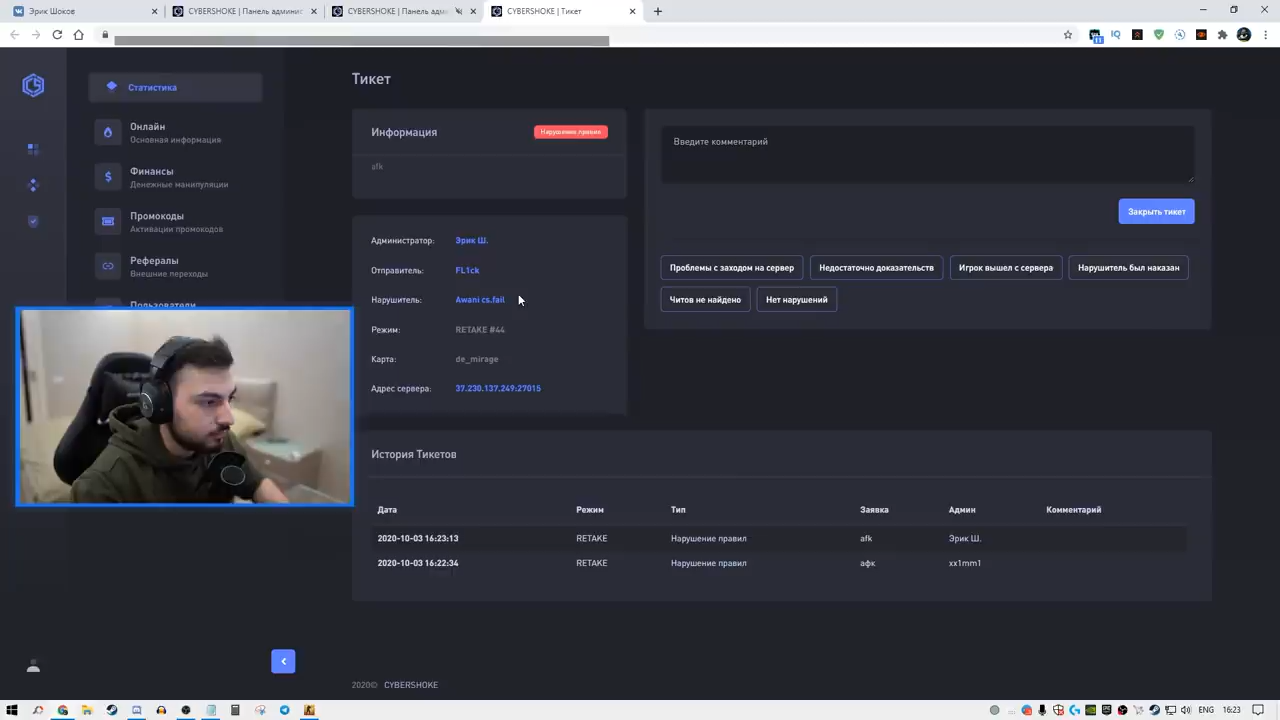 Эрик Шоков
CYBERSHOKE | Панель админис
CYBERSHOKE | Панель адми
CYBERSHOKE | Тикет
11
IQ
Статистика
Онлайн
Основная информация
Финансы
Денежные манипуляции
Промокоды
Активации промокодов
Рефералы
Внешние переходы
Пользователи
Тикет
Информация
Нарушение правил
afk
Администратор: Эрик Ш.
Отправитель: FL1ck
Нарушитель: Awani cs.fail
Режим: RETAKE #44
Карта: de_mirage
Адрес сервера: 37.230.137.249:27015
Введите комментарий
Закрыть тикет
Проблемы с заходом на сервер
Недостаточно доказательств
Игрок вышел с сервера
Нарушитель был наказан
Читов не найдено
Нет нарушений
История Тикетов
Дата Режим Тип Заявка Админ Комментарий
2020-10-03 16:23:13 RETAKE Нарушение правил afk Эрик Ш.
2020-10-03 16:22:34 RETAKE Нарушение правил афк xx1mm1
2020© CYBERSHOKE
ENG 16:23